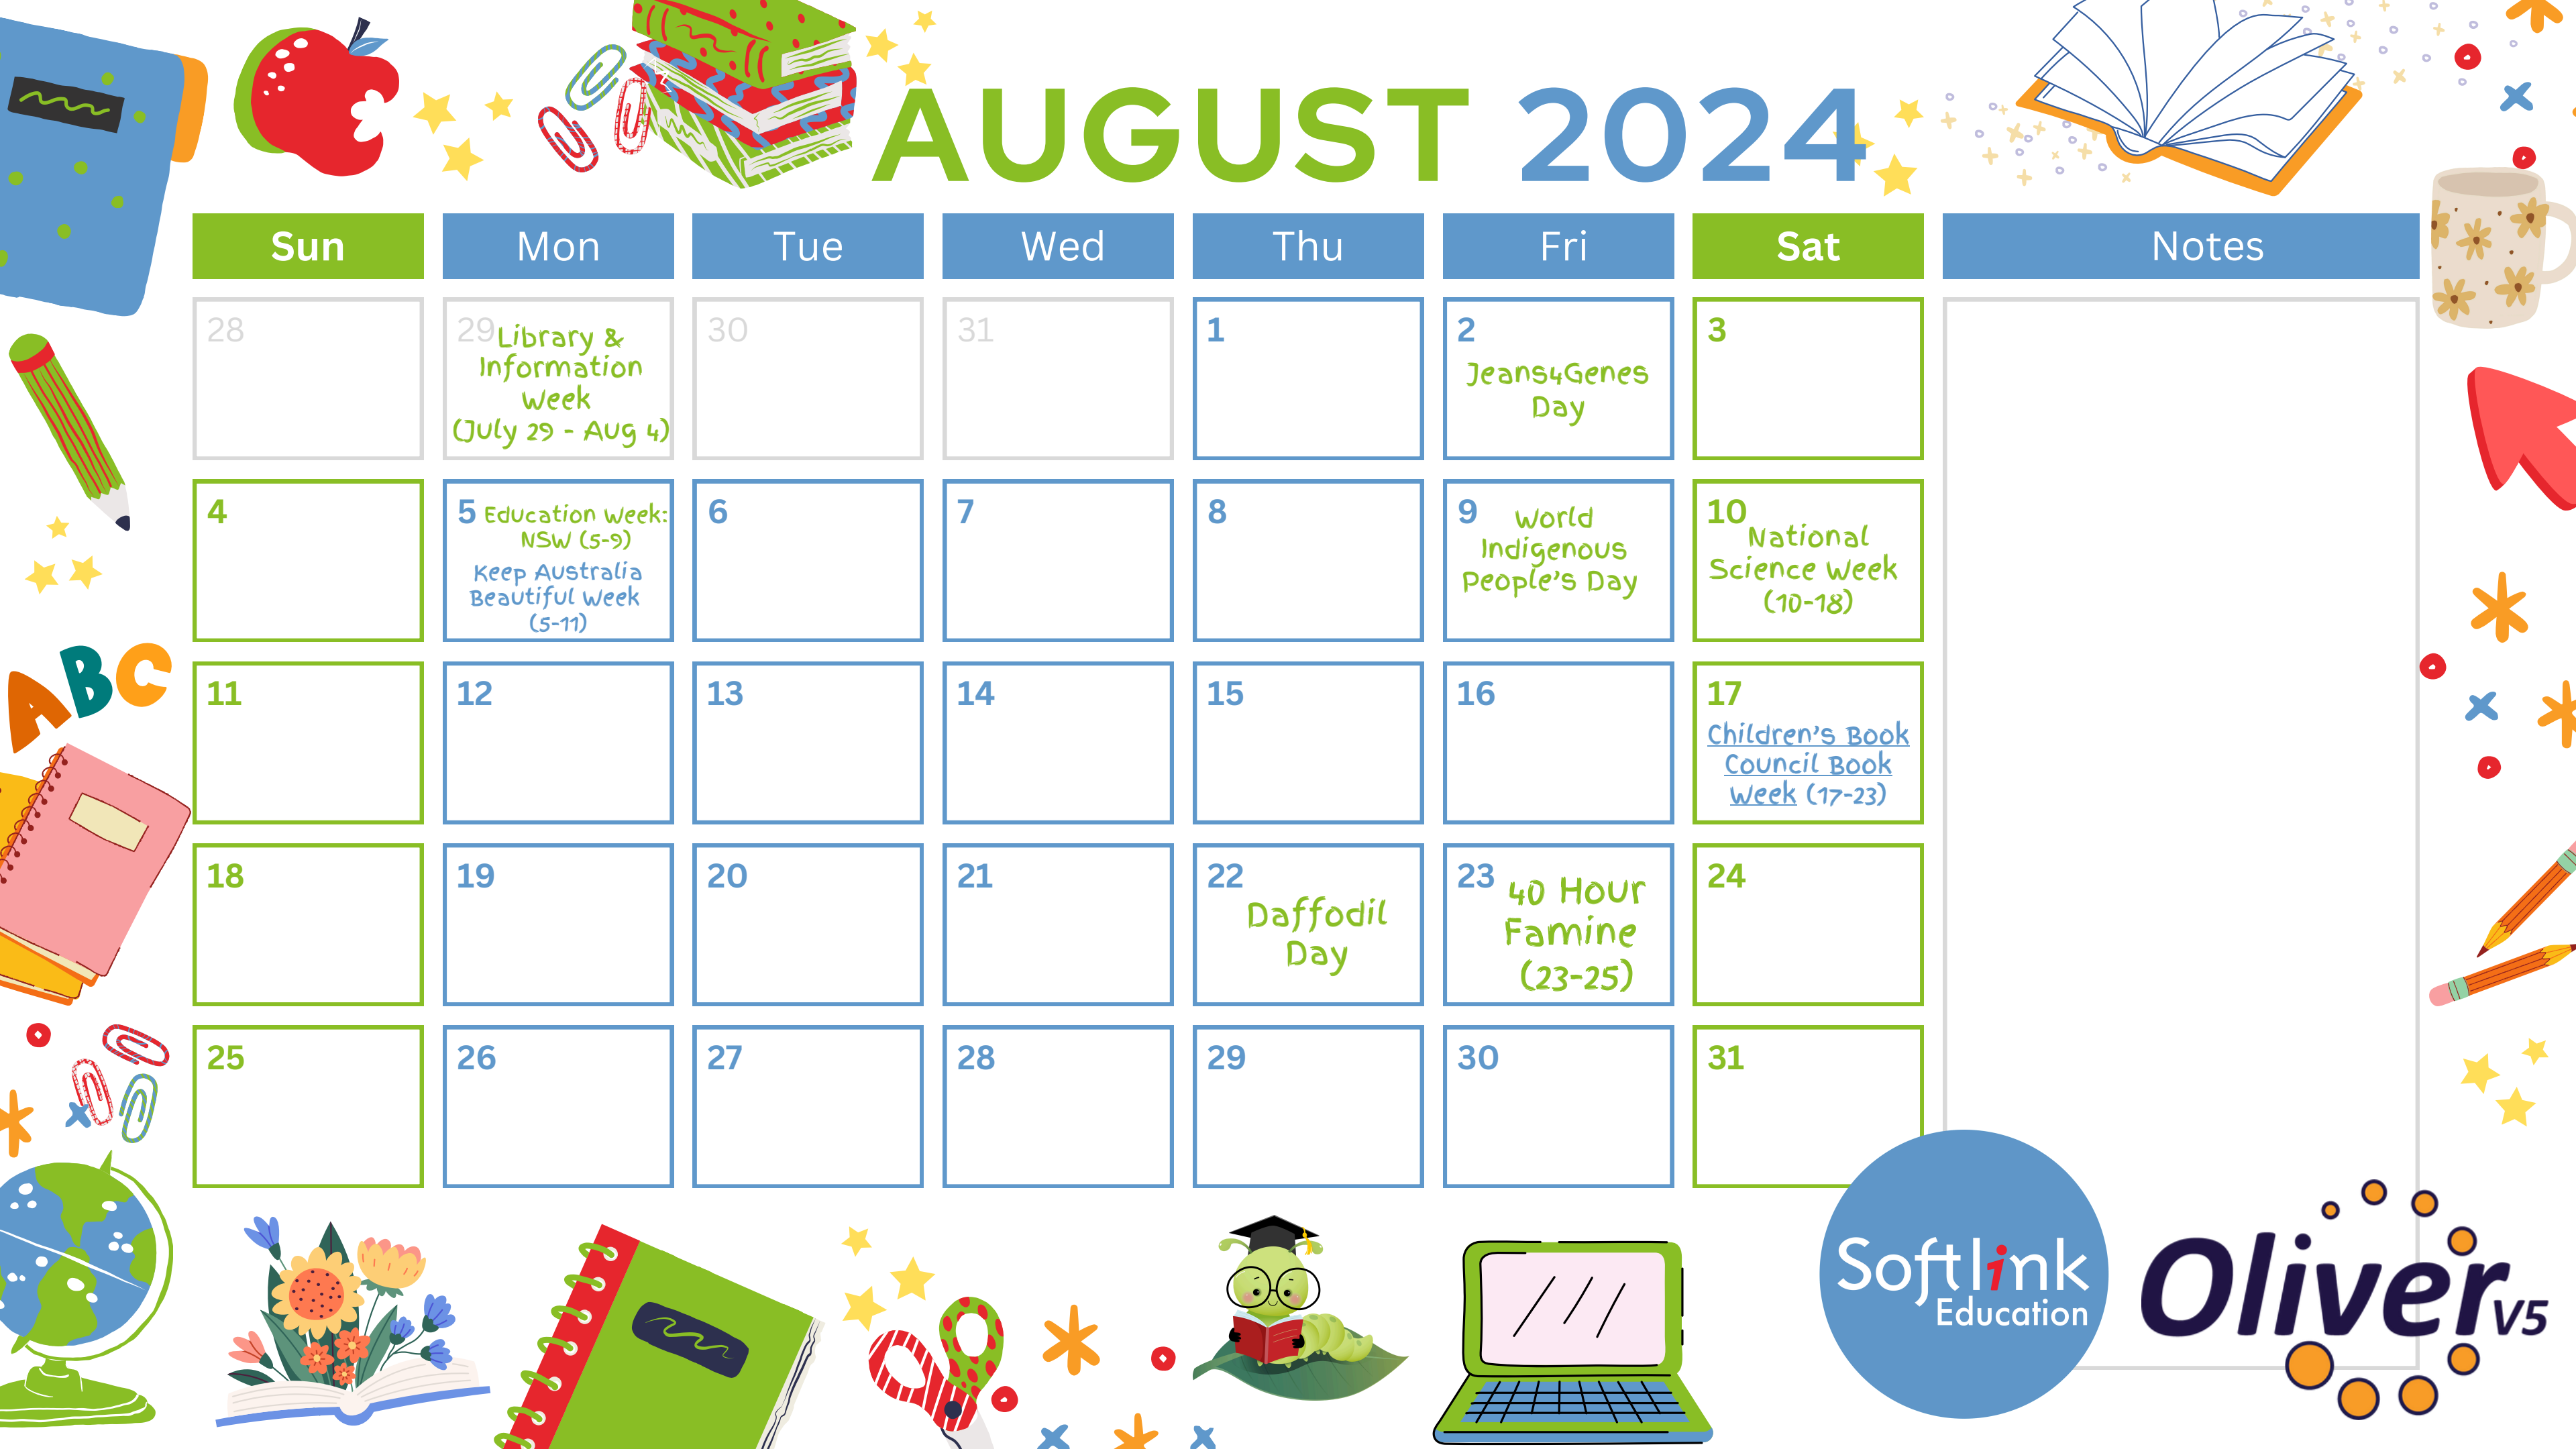 AUGUST 2024
Sun Mon Tue Wed Thu Fri Sat Notes
28
29 Library &
Information
Week
(July 29 - Aug 4)
30
31
1
2
Jeans4Genes
Day
3
4
5 Education Week:
NSW (5-9)
Keep Australia
Beautiful Week
(5-11)
6
7
8
9 World
Indigenous
People's Day
10
National
Science Week
(10-18)
11
12
13
14
15
16
17
Children's Book
Council Book
Week (17-23)
18
19
20
21
22
Daffodil
Day
23 40 Hour
Famine
(23-25)
24
25
26
27
28
29
30
31
ABC
Softlink
Education
Oliver v5